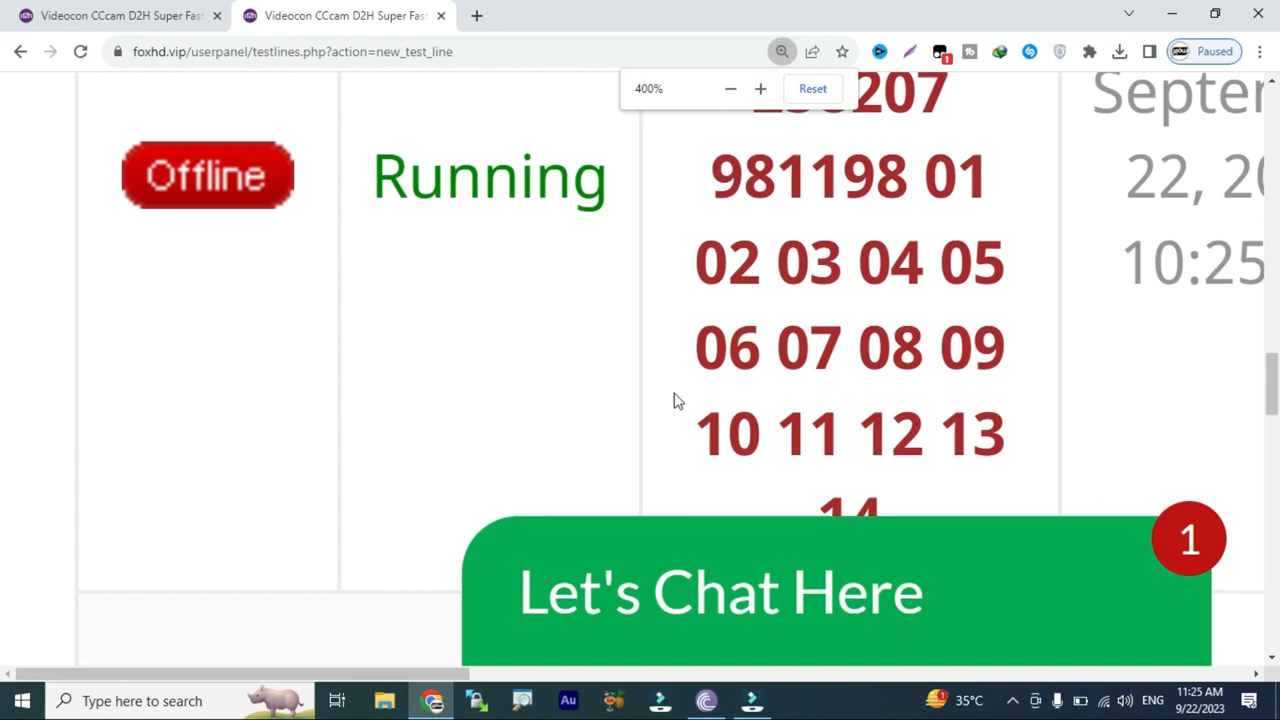 Videocon CCcam D2H Super Fast
Videocon CCcam D2H Super Fast
foxhd.vip/userpanel/testlines.php?action=new_test_line
1
Paused
400%
Reset
207
Offline
Running
981198 01
02 03 04 05
06 07 08 09
10 11 12 13
14
22, 20
10:25
Let's Chat Here
1
Type here to search
Au
1
35°C
ENG
11:25 AM
9/22/2023